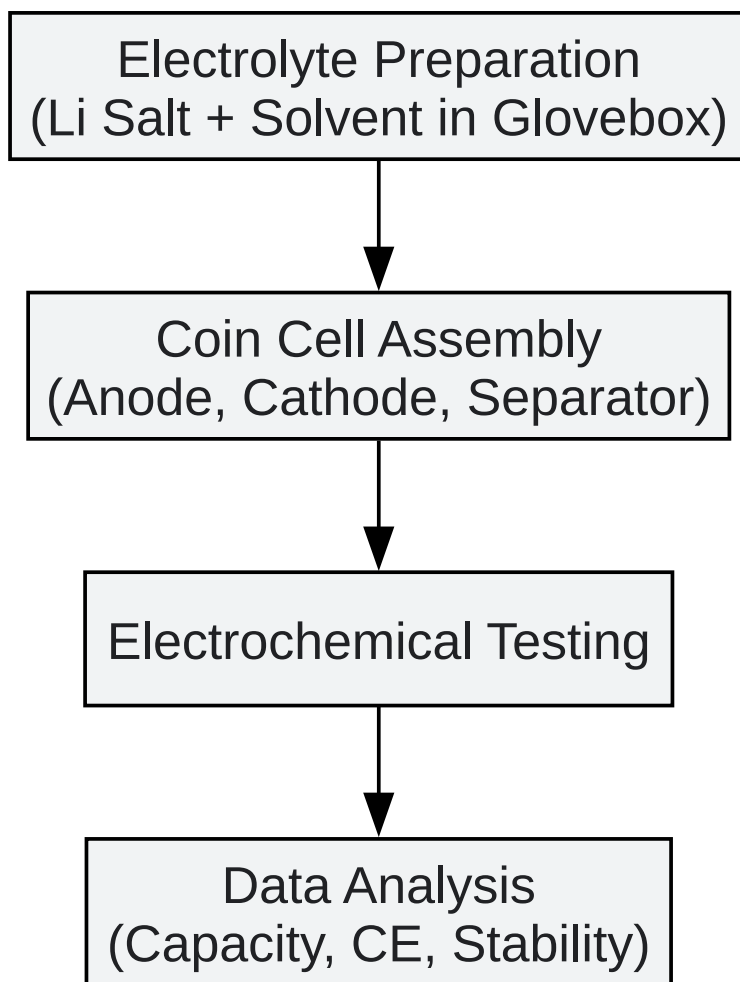 Electrolyte Preparation
(Li Salt + Solvent in Glovebox)
Coin Cell Assembly
(Anode, Cathode, Separator)
Electrochemical Testing
Data Analysis
(Capacity, CE, Stability)